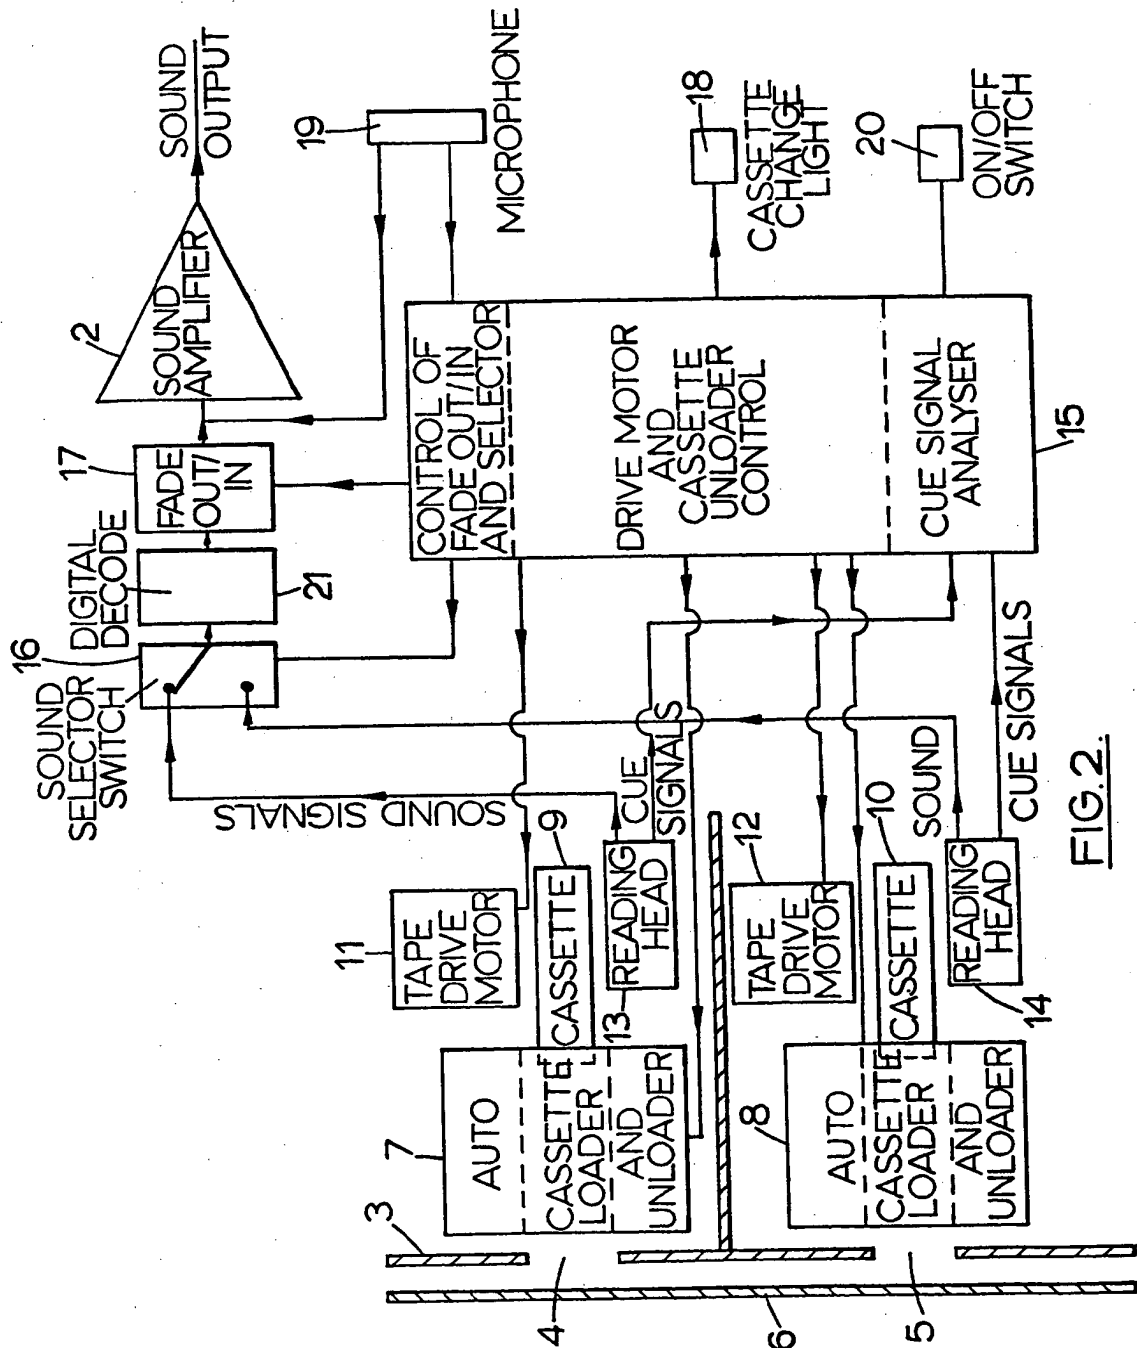 SOUND
OUTPUT
2
SOUND
AMPLIFIER
19
MICROPHONE
17
FADE
OUT/
IN
DIGITAL
DECODE
21
16
SOUND
SELECTOR
SWITCH
CONTROL OF
FADE OUT/IN
AND SELECTOR
DRIVE MOTOR
AND
CASSETTE
UNLOADER
CONTROL
CUE SIGNAL
ANALYSER
15
18
CASSETTE
CHANGE
LIGHT
20
ON/OFF
SWITCH
SOUND SIGNALS
CUE
SIGNALS
SOUND
CUE SIGNALS
11
TAPE
DRIVE
MOTOR
9
CASSETTE
13
READING
HEAD
12
TAPE
DRIVE
MOTOR
10
CASSETTE
14
READING
HEAD
7
AUTO
CASSETTE
LOADER
AND
UNLOADER
8
AUTO
CASSETTE
LOADER
AND
UNLOADER
3
4
5
6
FIG.2.